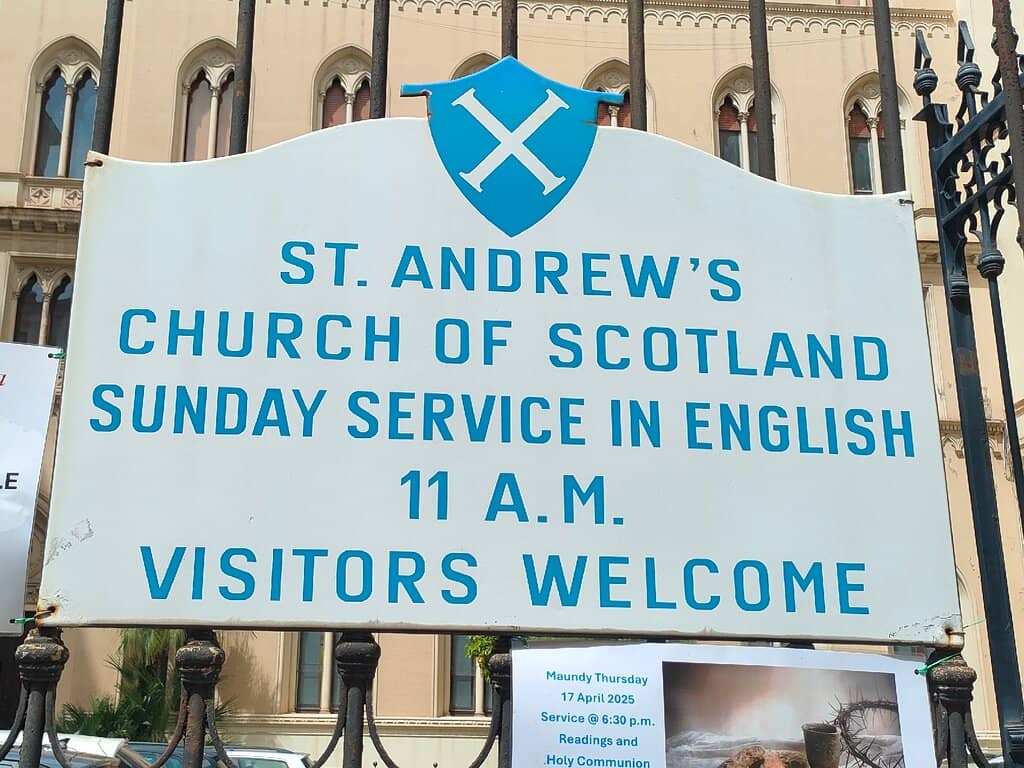 ST. ANDREW'S
CHURCH OF SCOTLAND
SUNDAY SERVICE IN ENGLISH
11 A.M.
VISITORS WELCOME
Maundy Thursday
17 April 2025
Service @ 6:30 p.m.
Readings and
Holy Communion